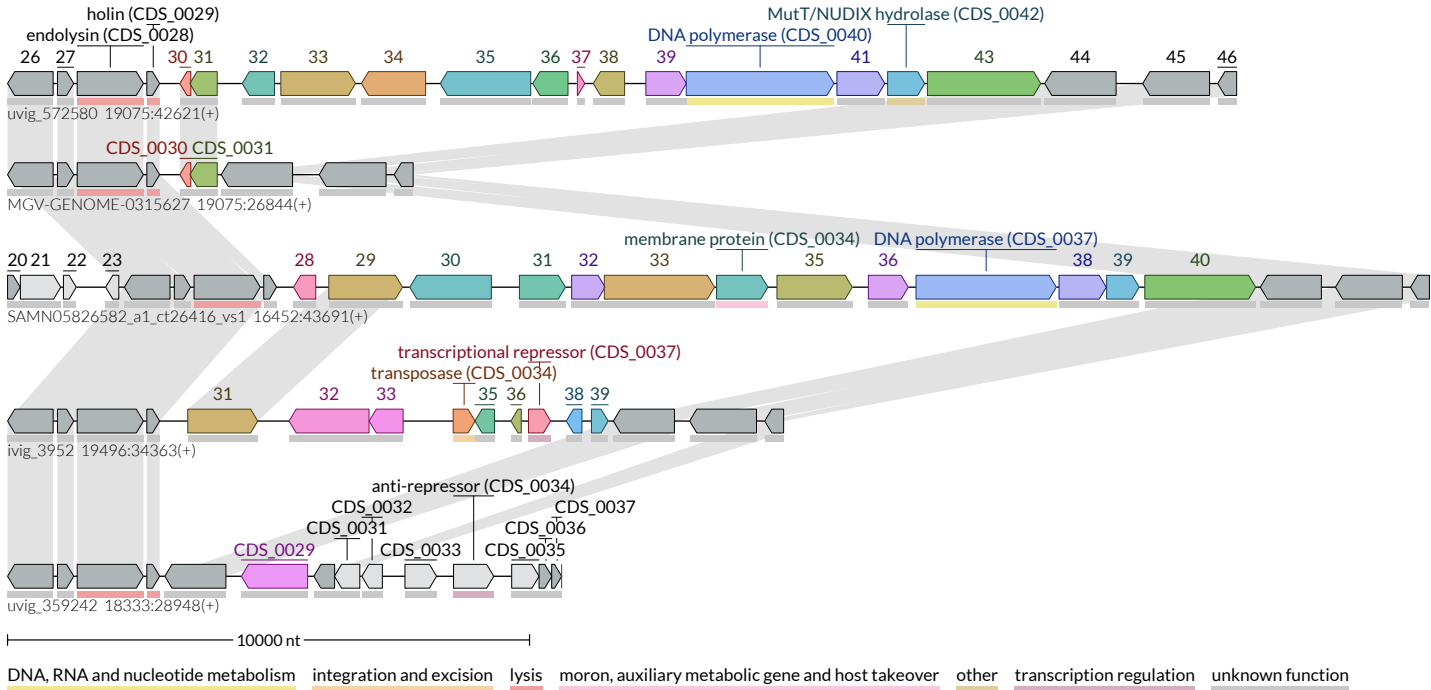 holin (CDS_0029)
MutT/NUDIX hydrolase (CDS_0042)
endolysin (CDS_0028)
DNA polymerase (CDS_0040)
26 27 30 31 32 33 34 35 36 37 38 39 41 43 44 45 46
uvig_572580 19075:42621(+)
CDS_0030 CDS_0031
MGV-GENOME-0315627 19075:26844(+)
membrane protein (CDS_0034) DNA polymerase (CDS_0037)
20 21 22 23 28 29 30 31 32 33 35 36 38 39 40
SAMN05826582_a1_ct26416_vs1 16452:43691(+)
transcriptional repressor (CDS_0037)
transposase (CDS_0034)
31 32 33 35 36 38 39
ivig_3952 19496:34363(+)
anti-repressor (CDS_0034)
CDS_0032 CDS_0037
CDS_0031 CDS_0036
CDS_0029 CDS_0033 CDS_0035
uvig_359242 18333:28948(+)
10000 nt
DNA, RNA and nucleotide metabolism integration and excision lysis moron, auxiliary metabolic gene and host takeover other transcription regulation unknown function